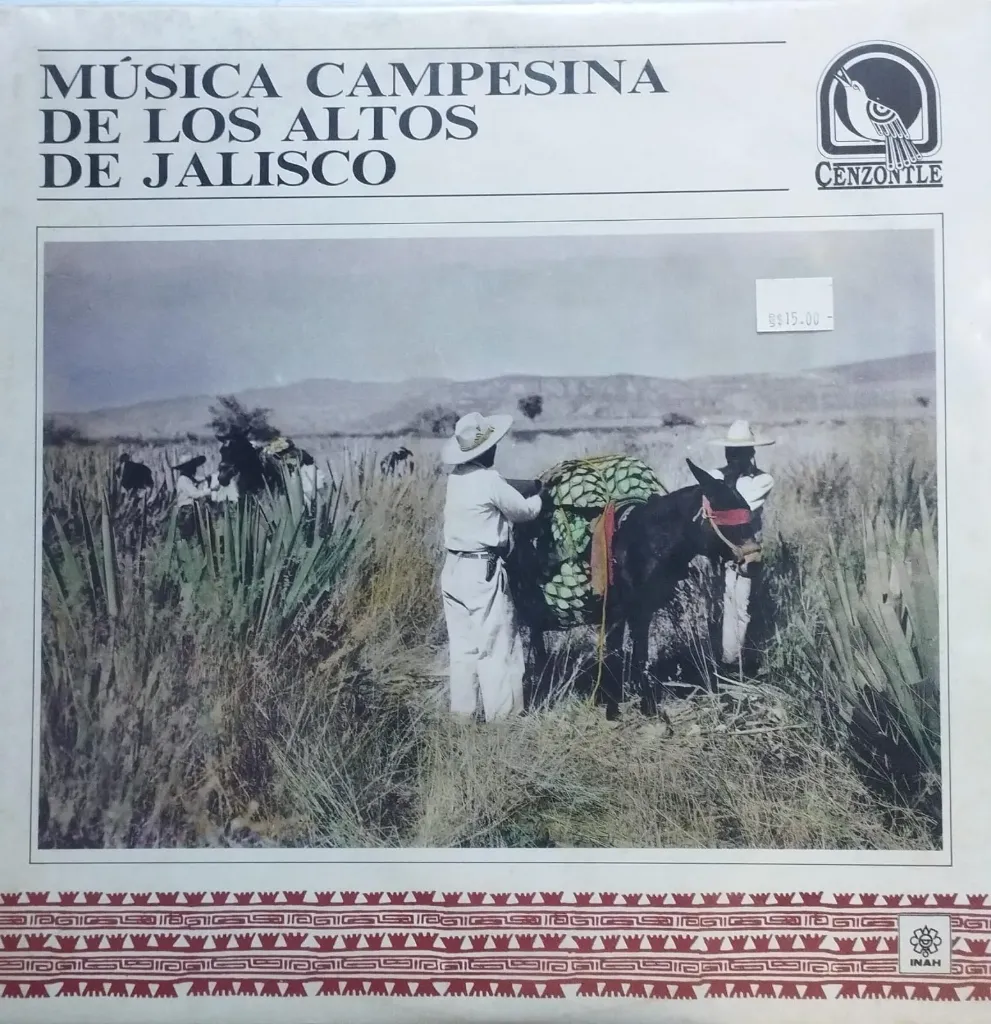 MÚSICA CAMPESINA
DE LOS ALTOS
DE JALISCO
CENZONTLE
$15.00-
INAH